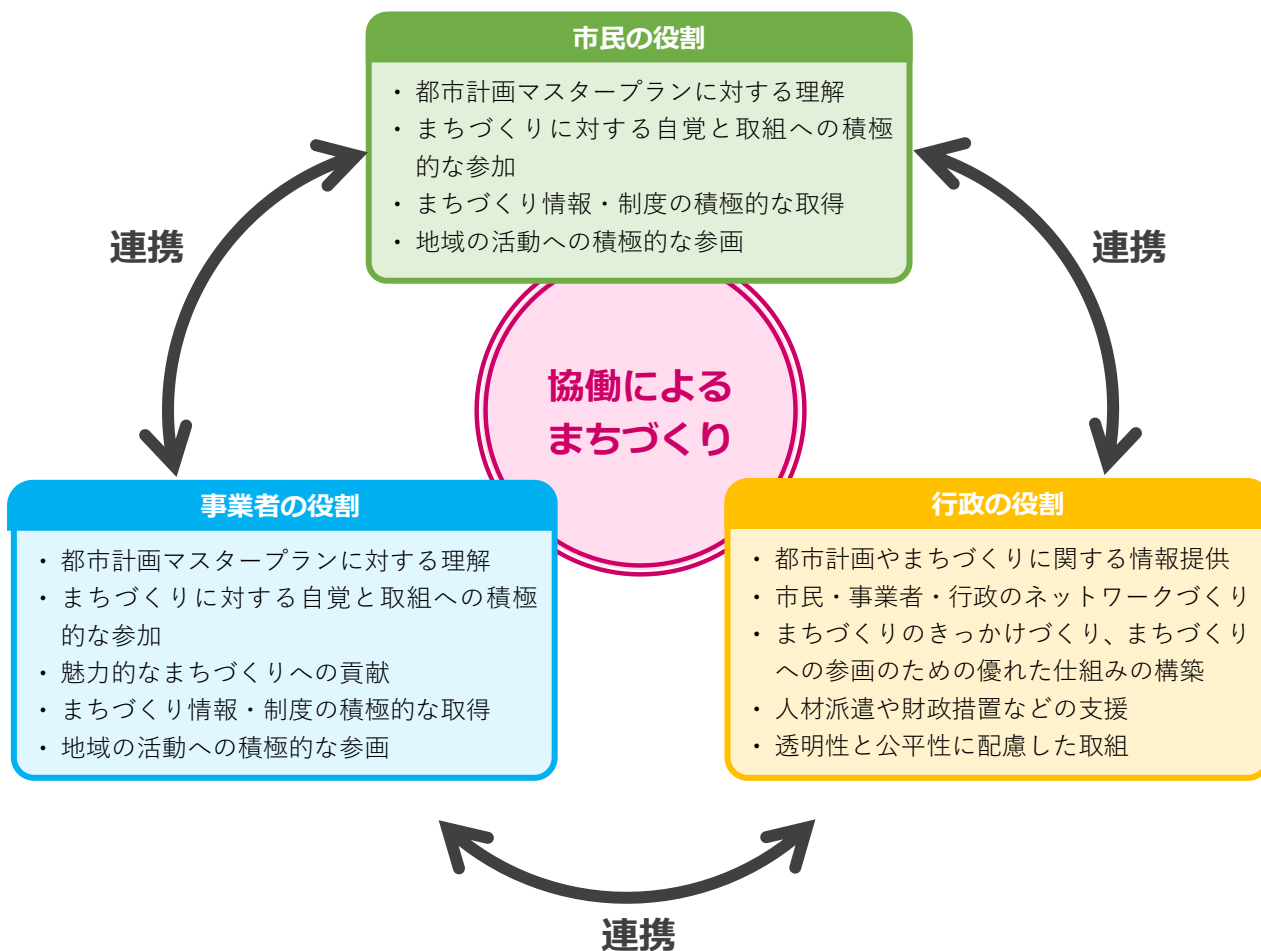 市民の役割
・ 都市計画マスタープランに対する理解
・ まちづくりに対する自覚と取組への積極
的な参加
・ まちづくり情報・制度の積極的な取得
・ 地域の活動への積極的な参画
連携
連携
協働による
まちづくり
事業者の役割
・ 都市計画マスタープランに対する理解
・ まちづくりに対する自覚と取組への積極
的な参加
・ 魅力的なまちづくりへの貢献
・ まちづくり情報・制度の積極的な取得
・ 地域の活動への積極的な参画
行政の役割
・ 都市計画やまちづくりに関する情報提供
・ 市民・事業者・行政のネットワークづくり
・ まちづくりのきっかけづくり、まちづくり
への参画のための優れた仕組みの構築
・ 人材派遣や財政措置などの支援
・ 透明性と公平性に配慮した取組
連携